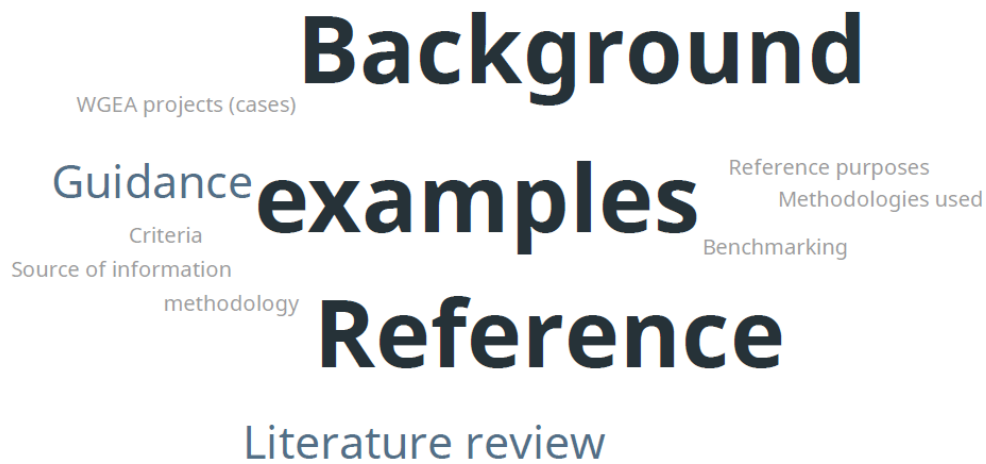 Background
WGEA projects (cases)
Guidance
examples
Reference purposes
Methodologies used
Criteria
Benchmarking
Source of information
methodology
Reference
Literature review